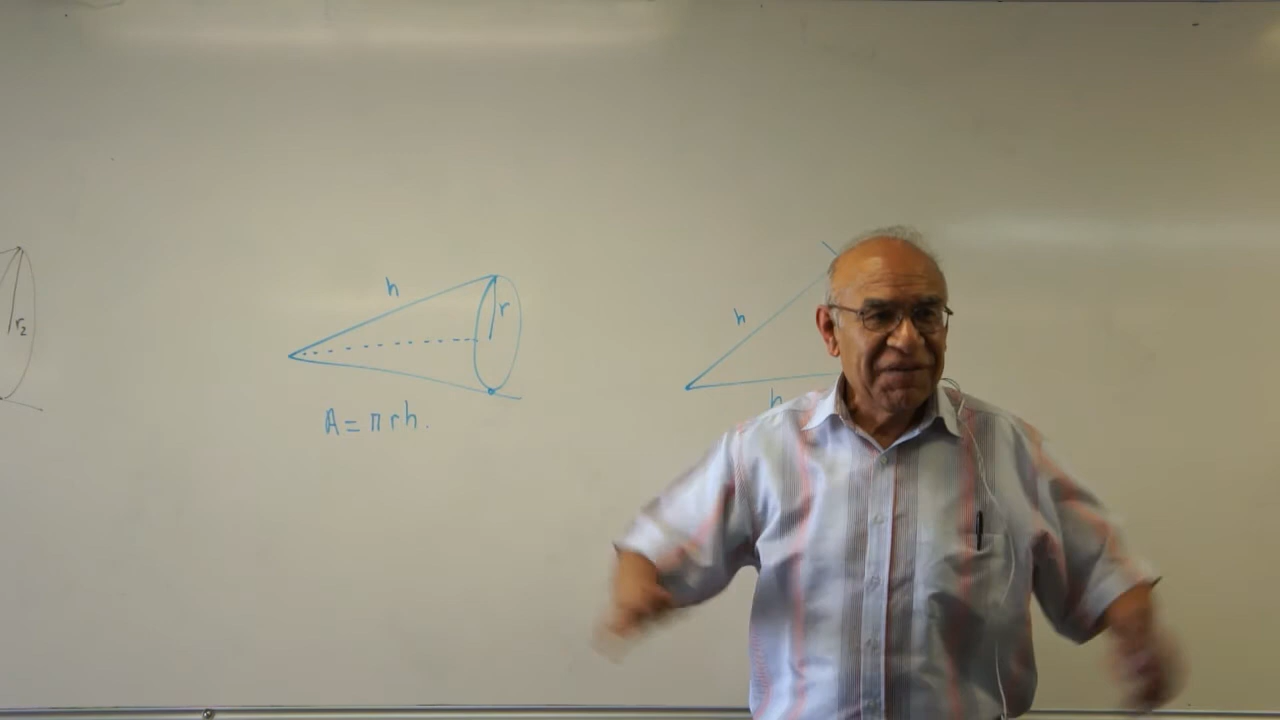 r₂
h
r
A = π r h.
h
h